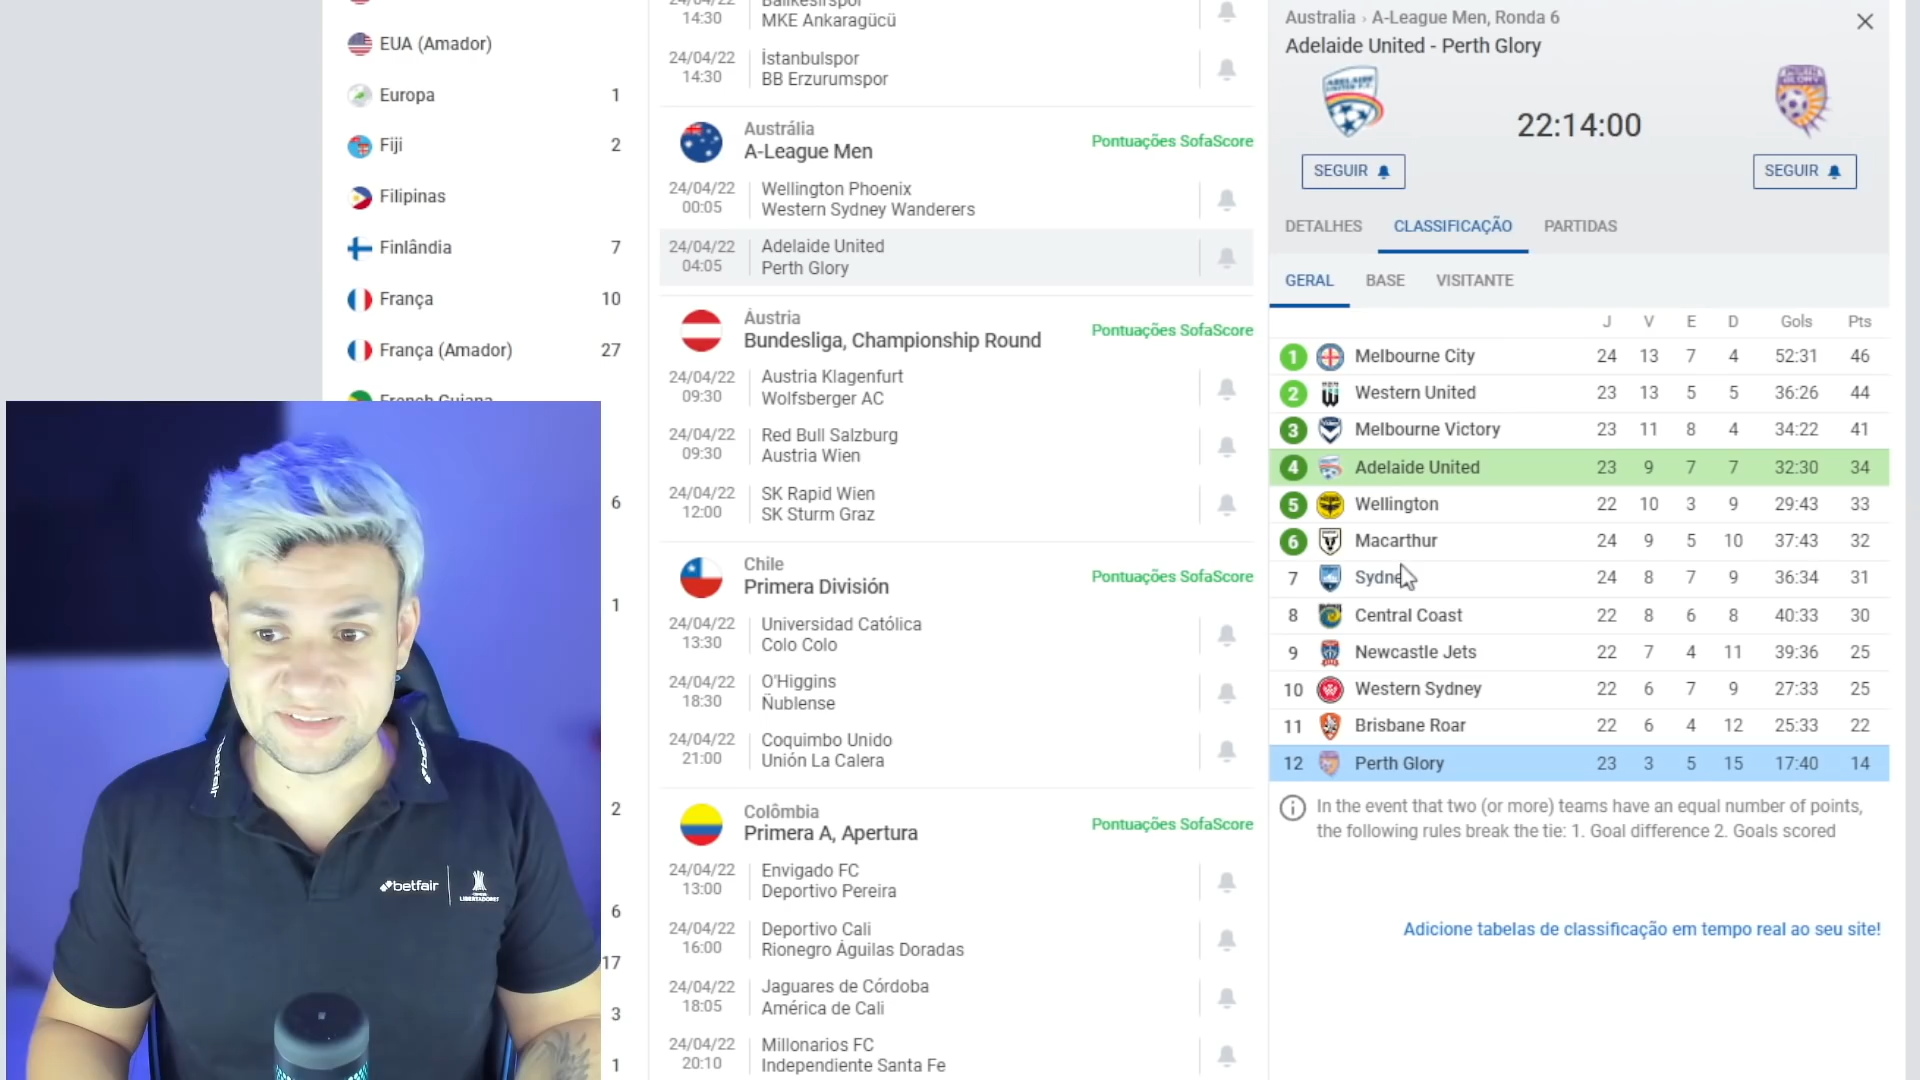 EUA (Amador)
Europa 1
Fiji 2
Filipinas
Finlândia 7
França 10
França (Amador) 27
6
1
2
6
17
3
1
betfair
LIBERTADORES
14:30
MKE Ankaragücü
24/04/22 İstanbulspor
14:30 BB Erzurumspor
Austrália
A-League Men
Pontuações SofaScore
24/04/22 Wellington Phoenix
00:05 Western Sydney Wanderers
24/04/22 Adelaide United
04:05 Perth Glory
Áustria
Bundesliga, Championship Round
Pontuações SofaScore
24/04/22 Austria Klagenfurt
09:30 Wolfsberger AC
24/04/22 Red Bull Salzburg
09:30 Austria Wien
24/04/22 SK Rapid Wien
12:00 SK Sturm Graz
Chile
Primera División
Pontuações SofaScore
24/04/22 Universidad Católica
13:30 Colo Colo
24/04/22 O'Higgins
18:30 Ñublense
24/04/22 Coquimbo Unido
21:00 Unión La Calera
Colômbia
Primera A, Apertura
Pontuações SofaScore
24/04/22 Envigado FC
13:00 Deportivo Pereira
24/04/22 Deportivo Cali
16:00 Rionegro Águilas Doradas
24/04/22 Jaguares de Córdoba
18:05 América de Cali
24/04/22 Millonarios FC
20:10 Independiente Santa Fe
Australia › A-League Men, Ronda 6
Adelaide United - Perth Glory
22:14:00
SEGUIR SEGUIR
DETALHES CLASSIFICAÇÃO PARTIDAS
GERAL BASE VISITANTE
J V E D Gols Pts
1 Melbourne City 24 13 7 4 52:31 46
2 Western United 23 13 5 5 36:26 44
3 Melbourne Victory 23 11 8 4 34:22 41
4 Adelaide United 23 9 7 7 32:30 34
5 Wellington 22 10 3 9 29:43 33
6 Macarthur 24 9 5 10 37:43 32
7 Sydne 24 8 7 9 36:34 31
8 Central Coast 22 8 6 8 40:33 30
9 Newcastle Jets 22 7 4 11 39:36 25
10 Western Sydney 22 6 7 9 27:33 25
11 Brisbane Roar 22 6 4 12 25:33 22
12 Perth Glory 23 3 5 15 17:40 14
In the event that two (or more) teams have an equal number of points,
the following rules break the tie: 1. Goal difference 2. Goals scored
Adicione tabelas de classificação em tempo real ao seu site!